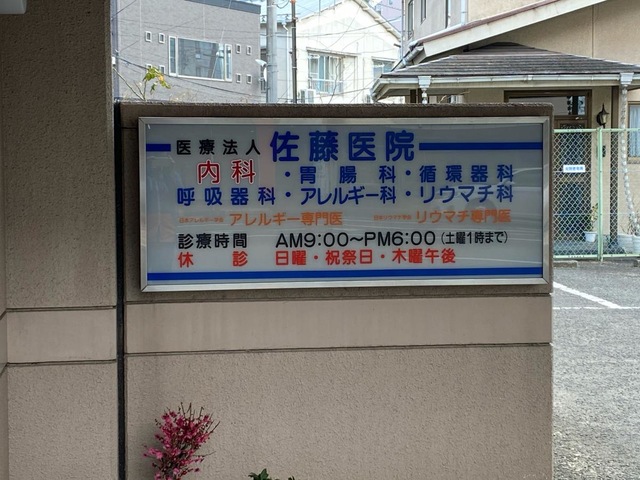 医療法人 佐藤医院
内科・胃腸科・循環器科
呼吸器科・アレルギー科・リウマチ科
アレルギー専門医 リウマチ専門医
診療時間 AM9:00〜PM6:00(土曜1時まで)
休診 日曜・祝祭日・木曜午後